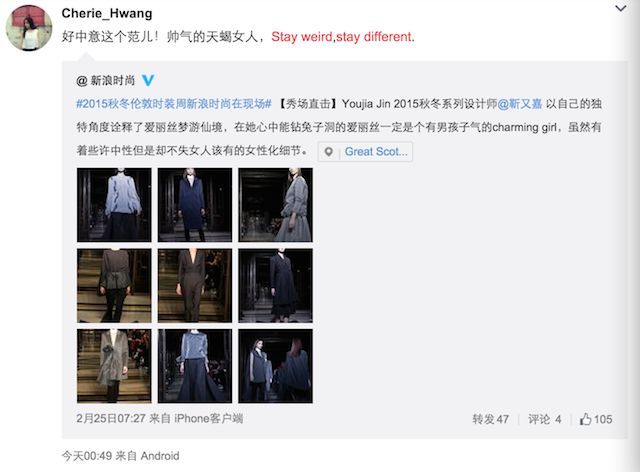 Cherie_Hwang
好中意这个范儿！帅气的天蝎女人，Stay weird,stay different.
@ 新浪时尚
#2015秋冬伦敦时装周新浪时尚在现场# 【秀场直击】Youjia Jin 2015秋冬系列设计师@靳又嘉 以自己的独
特角度诠释了爱丽丝梦游仙境，在她心中能钻兔子洞的爱丽丝一定是个有男孩子气的charming girl，虽然有
着些许中性但是却不失女人该有的女性化细节。 Great Scot...
2月25日07:27 来自 iPhone客户端 转发 47 评论 4 105
今天00:49 来自 Android